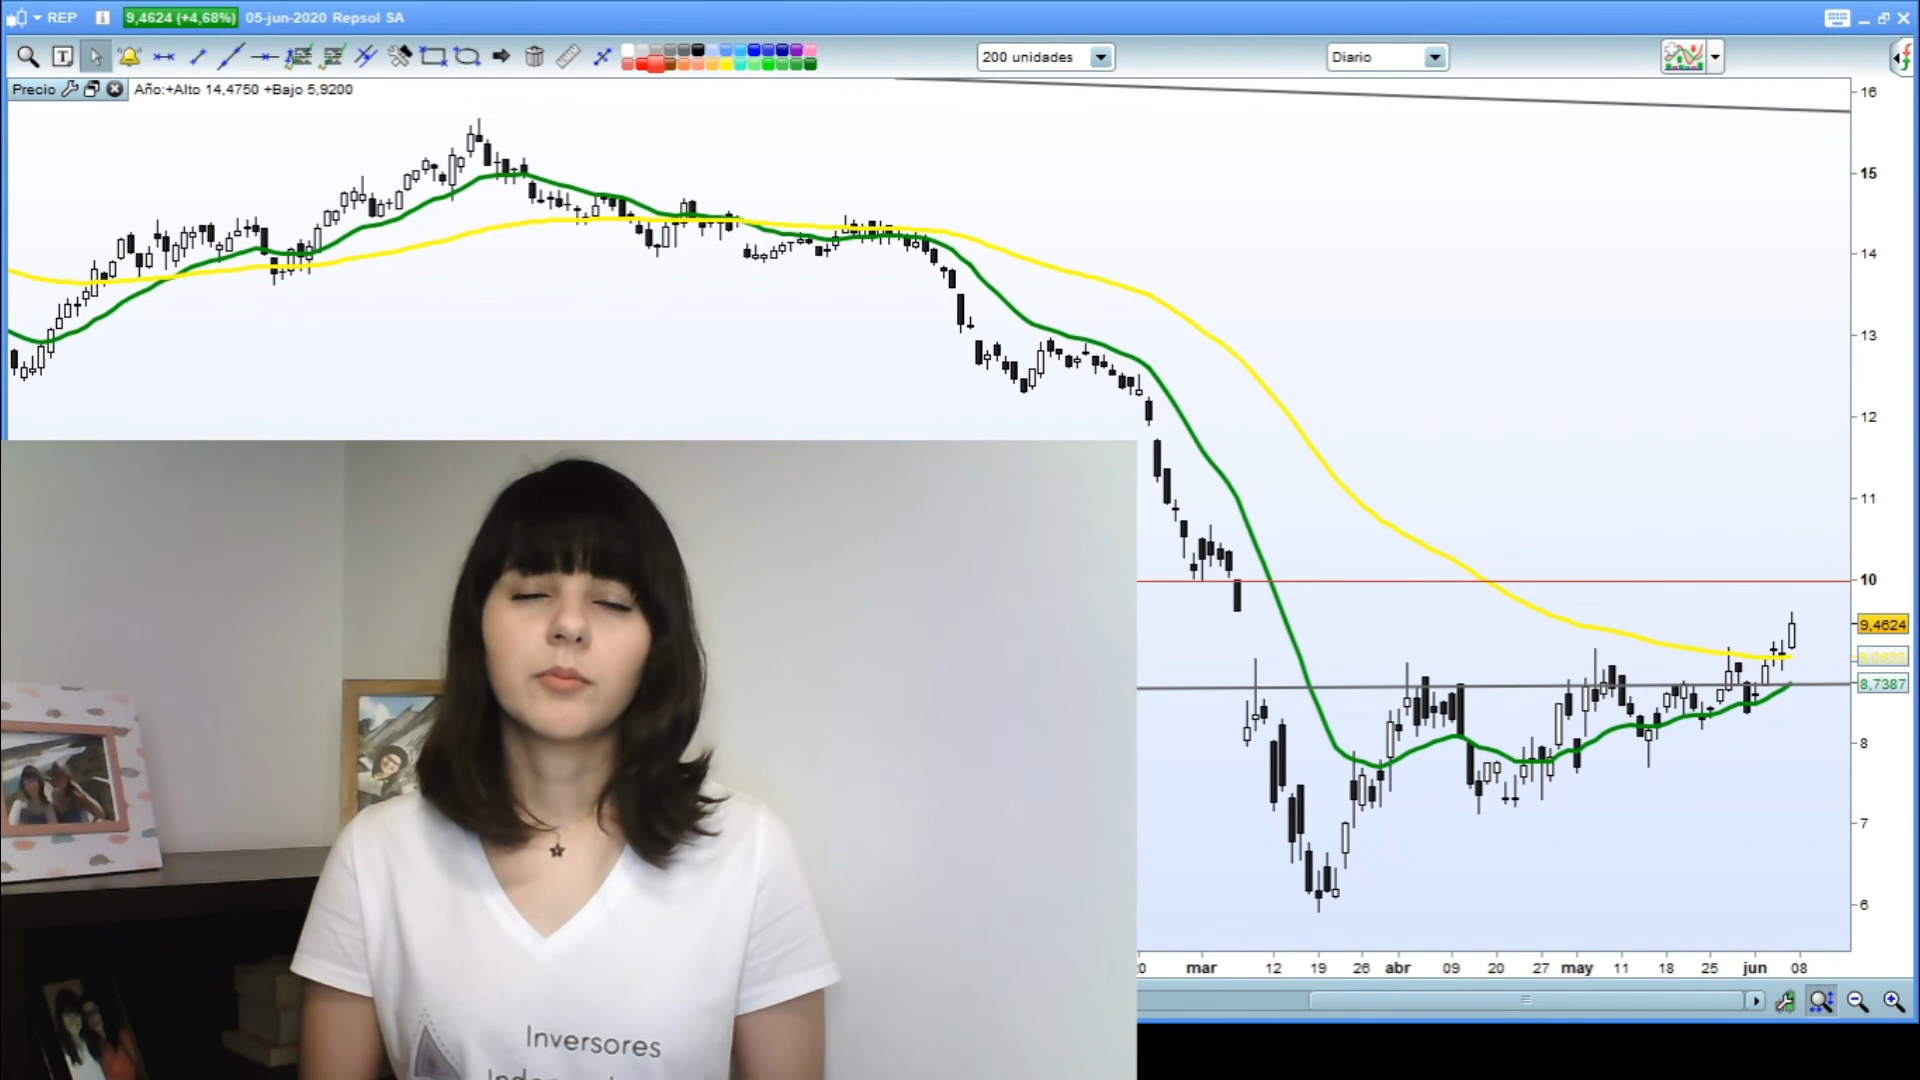 REP 9,4624 (+4,68%) 05-jun-2020 Repsol SA
200 unidades
Diario
Precio Año:+Alto 14,4750 +Bajo 5,9200
16
15
14
13
12
11
10
9,4624
8,7387
8
7
6
mar 12 19 26 abr 09 20 27 may 11 18 25 jun 08
Inversores